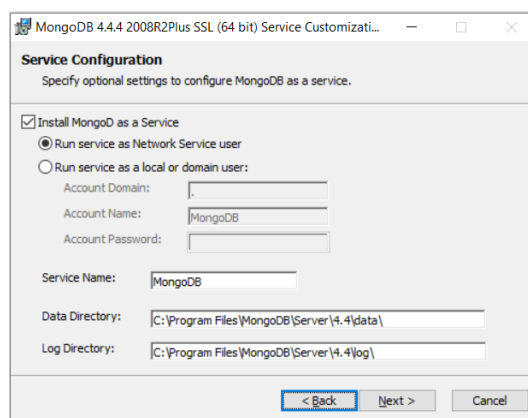 MongoDB 4.4.4 2008R2Plus SSL (64 bit) Service Customizati...
Service Configuration
Specify optional settings to configure MongoDB as a service.
Install MongoD as a Service
Run service as Network Service user
Run service as a local or domain user:
Account Domain: .
Account Name: MongoDB
Account Password:
Service Name: MongoDB
Data Directory: C:\Program Files\MongoDB\Server\4.4\data\
Log Directory: C:\Program Files\MongoDB\Server\4.4\log\
< Back Next > Cancel